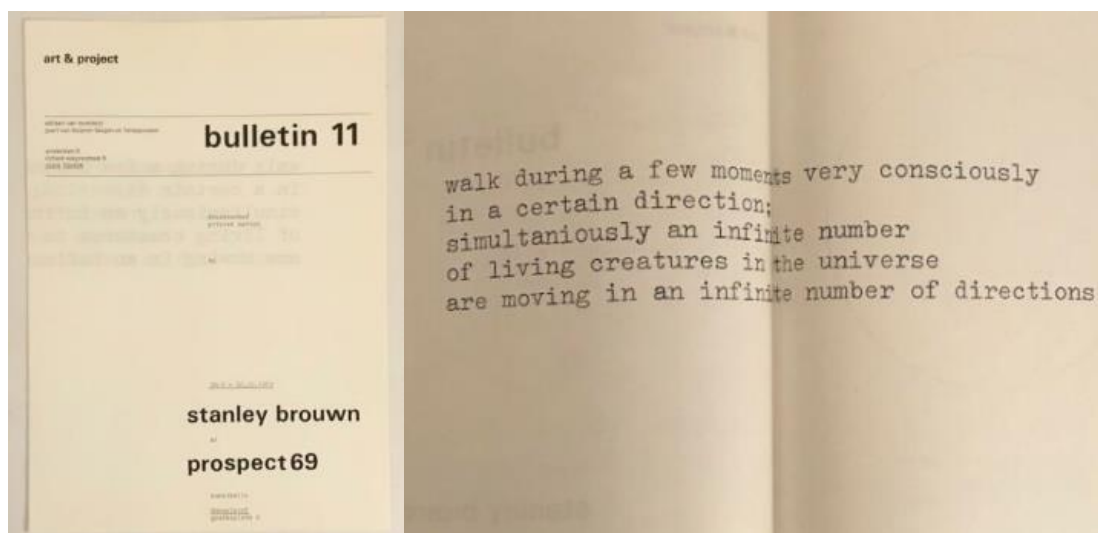 art & project
bulletin 11
stanley brouwn
prospect 69
walk during a few moments very consciously
in a certain direction;
simultaniously an infinite number
of living creatures in the universe
are moving in an infinite number of directions